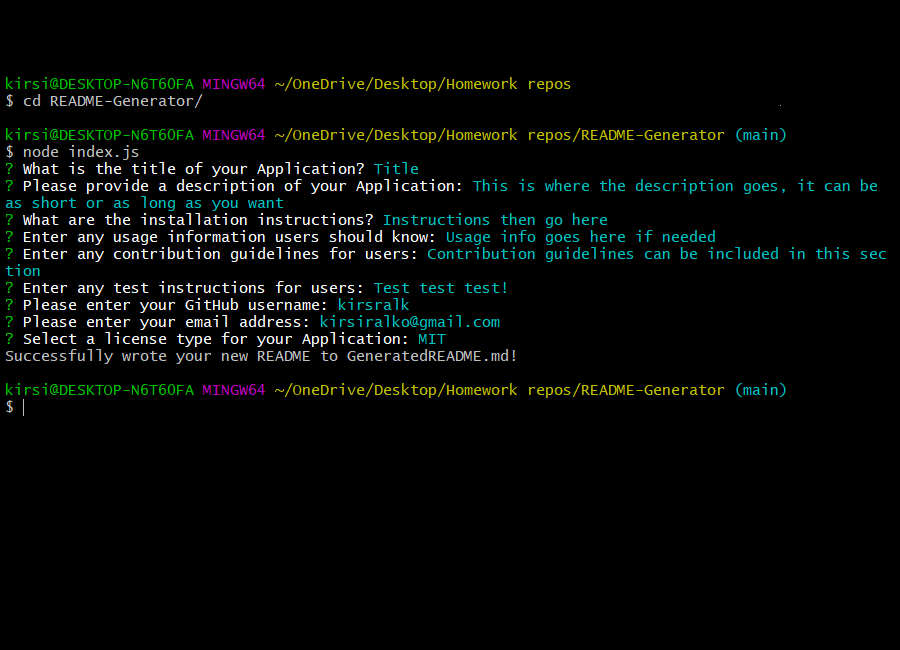 kirsi@DESKTOP-N6T6OFA MINGW64 ~/OneDrive/Desktop/Homework repos
$ cd README-Generator/
kirsi@DESKTOP-N6T6OFA MINGW64 ~/OneDrive/Desktop/Homework repos/README-Generator (main)
$ node index.js
? What is the title of your Application? Title
? Please provide a description of your Application: This is where the description goes, it can be
as short or as long as you want
? What are the installation instructions? Instructions then go here
? Enter any usage information users should know: Usage info goes here if needed
? Enter any contribution guidelines for users: Contribution guidelines can be included in this sec
tion
? Enter any test instructions for users: Test test test!
? Please enter your GitHub username: kirsralk
? Please enter your email address: kirsiralko@gmail.com
? Select a license type for your Application: MIT
Successfully wrote your new README to GeneratedREADME.md!
kirsi@DESKTOP-N6T6OFA MINGW64 ~/OneDrive/Desktop/Homework repos/README-Generator (main)
$